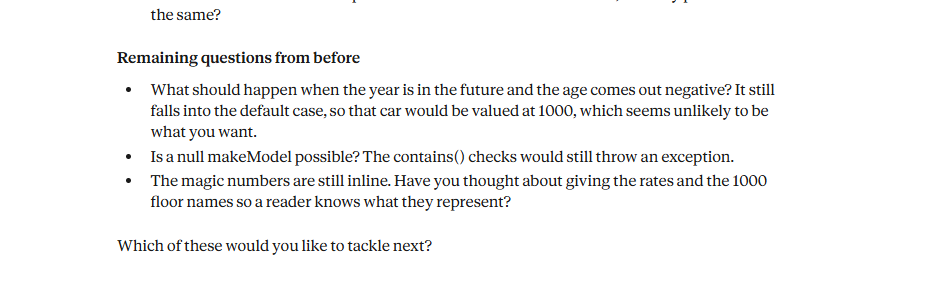 the same?
Remaining questions from before
• What should happen when the year is in the future and the age comes out negative? It still
falls into the default case, so that car would be valued at 1000, which seems unlikely to be
what you want.
• Is a null makeModel possible? The contains() checks would still throw an exception.
• The magic numbers are still inline. Have you thought about giving the rates and the 1000
floor names so a reader knows what they represent?
Which of these would you like to tackle next?